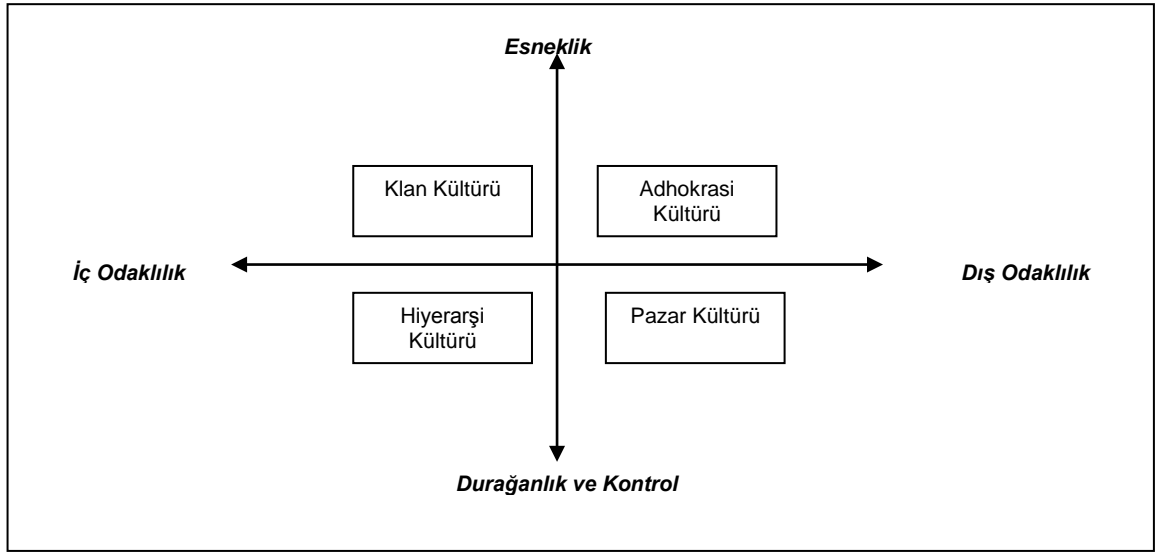 Esneklik
Klan Kültürü
Adhokrasi
Kültürü
İç Odaklılık
Dış Odaklılık
Hiyerarşi
Kültürü
Pazar Kültürü
Durağanlık ve Kontrol